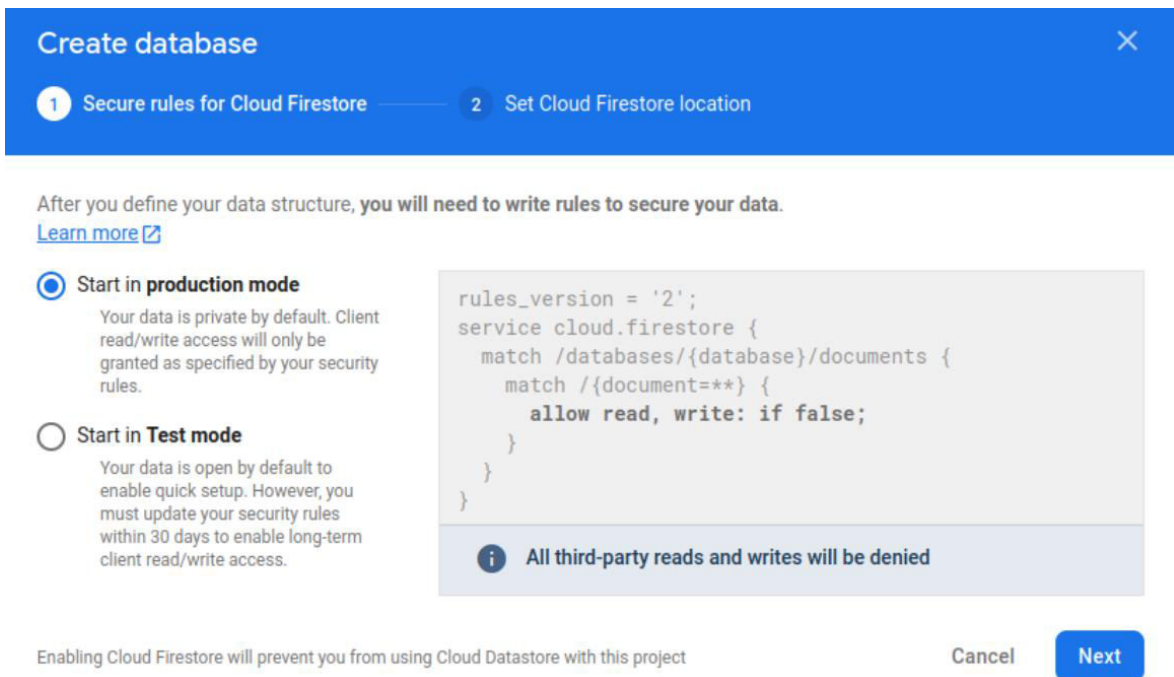 Create database
1 Secure rules for Cloud Firestore 2 Set Cloud Firestore location
After you define your data structure, you will need to write rules to secure your data.
Learn more
Start in production mode
Your data is private by default. Client
read/write access will only be
granted as specified by your security
rules.
Start in Test mode
Your data is open by default to
enable quick setup. However, you
must update your security rules
within 30 days to enable long-term
client read/write access.
rules_version = '2';
service cloud.firestore {
  match /databases/{database}/documents {
    match /{document=**} {
      allow read, write: if false;
    }
  }
}
All third-party reads and writes will be denied
Enabling Cloud Firestore will prevent you from using Cloud Datastore with this project
Cancel Next